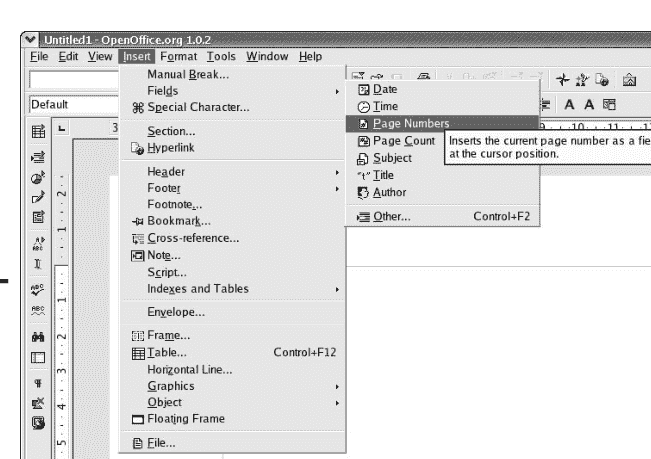 Untitled1 - OpenOffice.org 1.0.2
File Edit View Insert Format Tools Window Help
Default
Manual Break...
Fields
Special Character...
Section...
Hyperlink
Header
Footer
Footnote...
Bookmark...
Cross-reference...
Note...
Script...
Indexes and Tables
Envelope...
Frame...
Table... Control+F12
Horizontal Line...
Graphics
Object
Floating Frame
File...
Date
Time
Page Numbers
Page Count
Subject
Title
Author
Other... Control+F2
Inserts the current page number as a fie
at the cursor position.